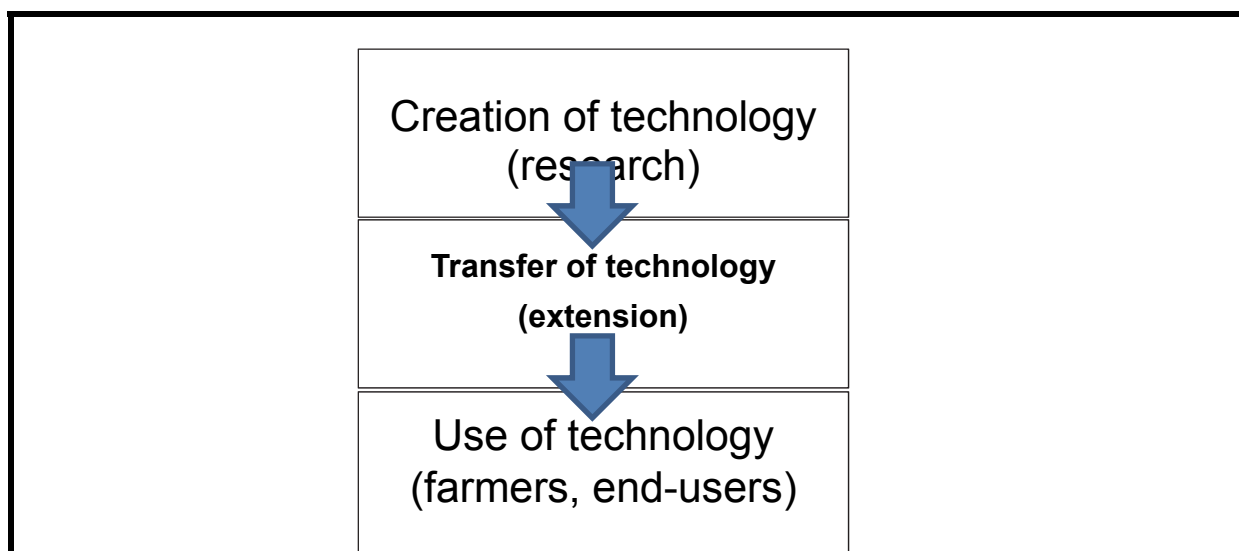 Creation of technology
(research)
Transfer of technology
(extension)
Use of technology
(farmers, end-users)